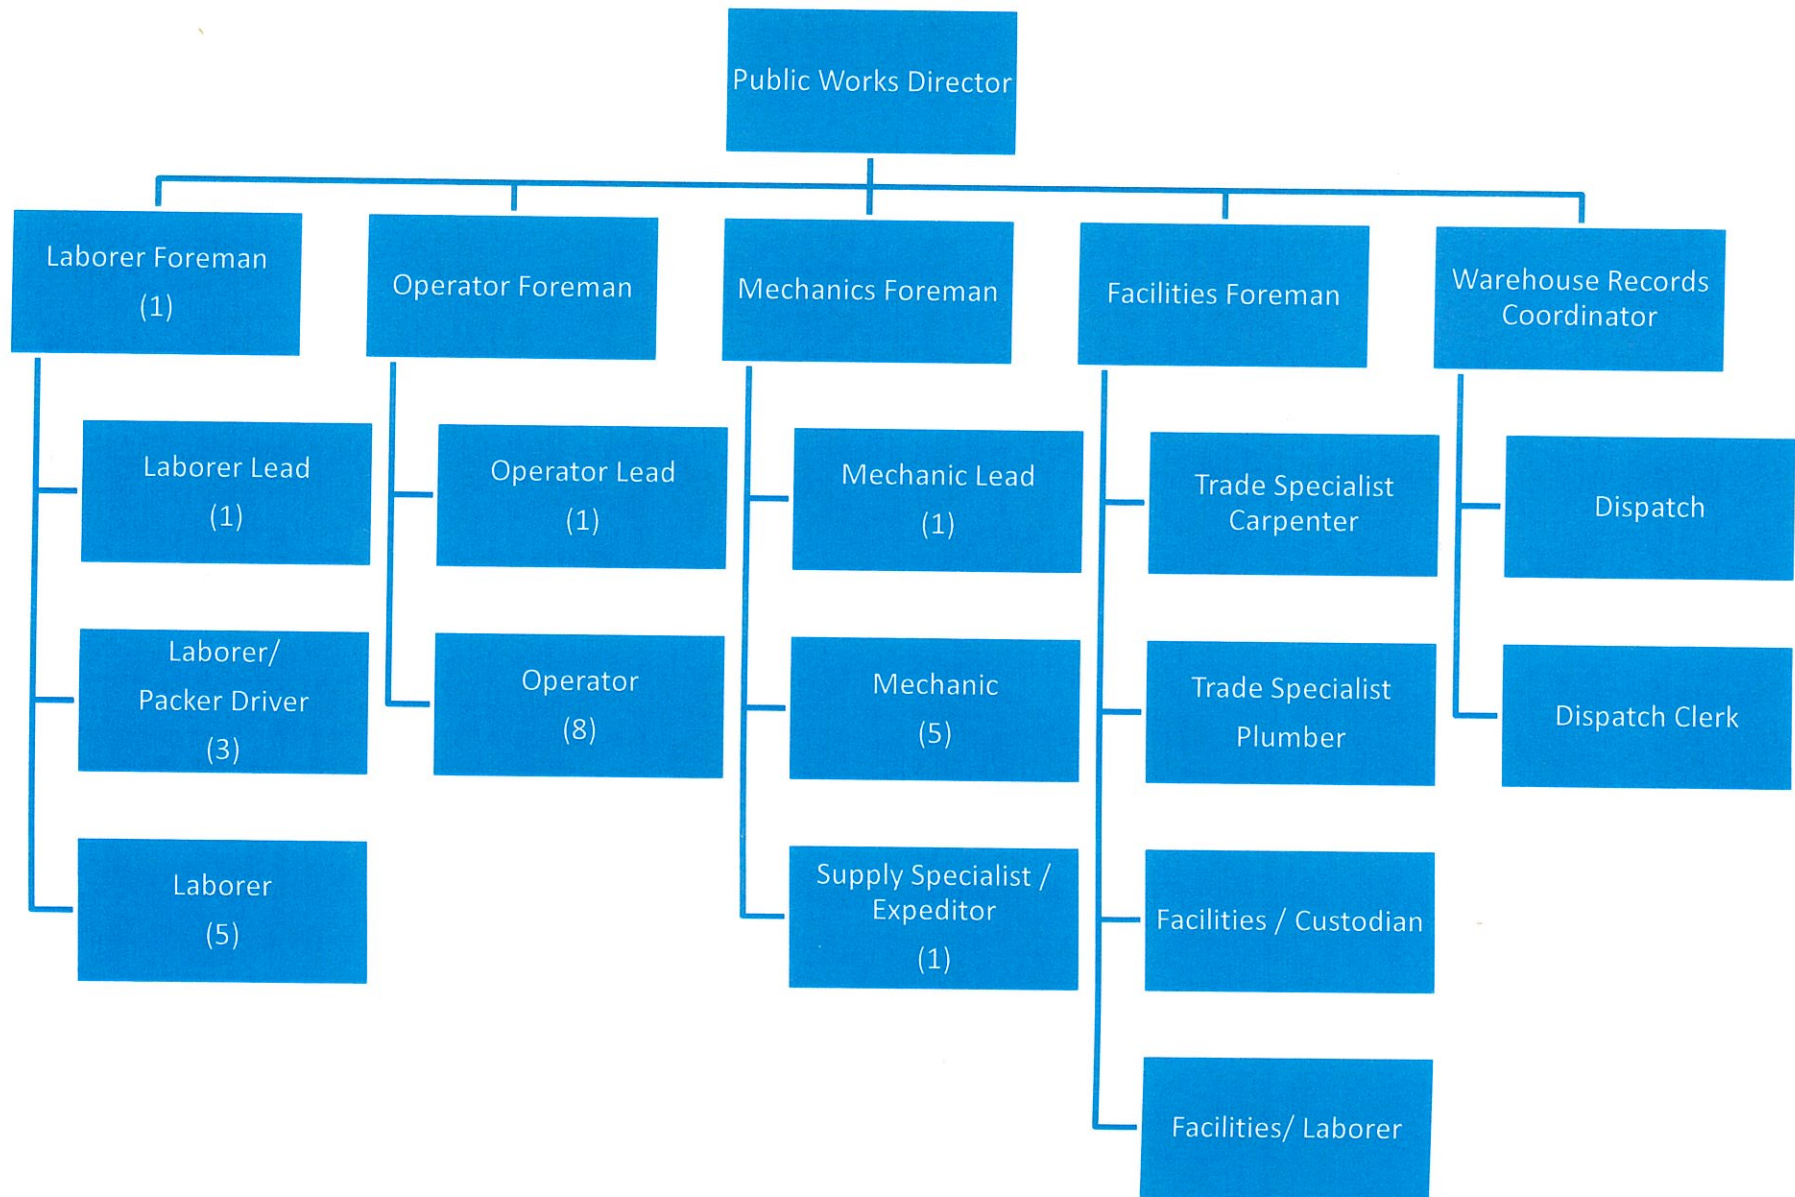 Public Works Director
Laborer Foreman
(1)
Operator Foreman
Mechanics Foreman
Facilities Foreman
Warehouse Records
Coordinator
Laborer Lead
(1)
Operator Lead
(1)
Mechanic Lead
(1)
Trade Specialist
Carpenter
Dispatch
Laborer/
Packer Driver
(3)
Operator
(8)
Mechanic
(5)
Trade Specialist
Plumber
Dispatch Clerk
Laborer
(5)
Supply Specialist /
Expeditor
(1)
Facilities / Custodian
Facilities/ Laborer